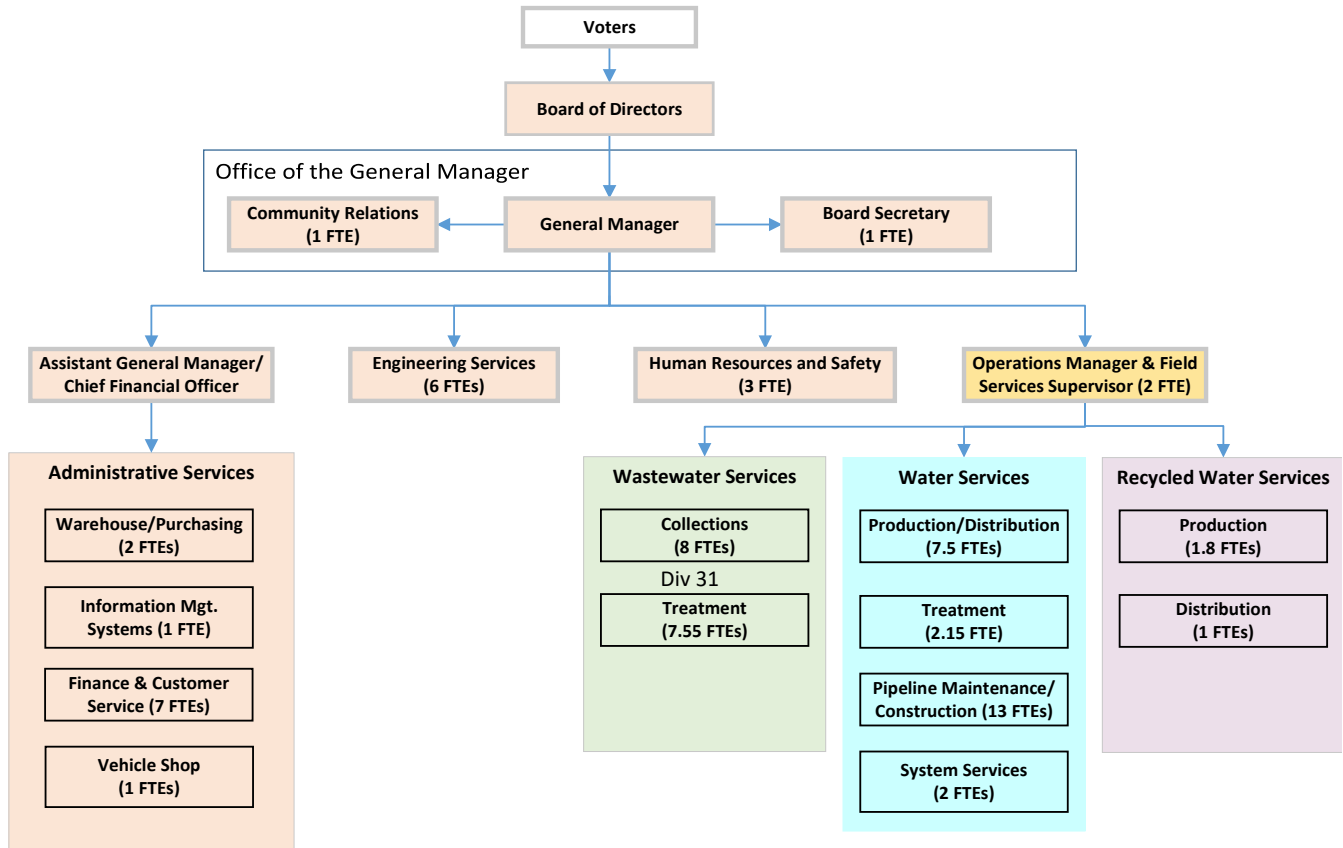 Voters
Board of Directors
Office of the General Manager
Community Relations
(1 FTE)
General Manager
Board Secretary
(1 FTE)
Assistant General Manager/
Chief Financial Officer
Engineering Services
(6 FTEs)
Human Resources and Safety
(3 FTE)
Operations Manager & Field
Services Supervisor (2 FTE)
Administrative Services
Warehouse/Purchasing
(2 FTEs)
Information Mgt.
Systems (1 FTE)
Finance & Customer
Service (7 FTEs)
Vehicle Shop
(1 FTEs)
Wastewater Services
Collections
(8 FTEs)
Div 31
Treatment
(7.55 FTEs)
Water Services
Production/Distribution
(7.5 FTEs)
Treatment
(2.15 FTE)
Pipeline Maintenance/
Construction (13 FTEs)
System Services
(2 FTEs)
Recycled Water Services
Production
(1.8 FTEs)
Distribution
(1 FTEs)